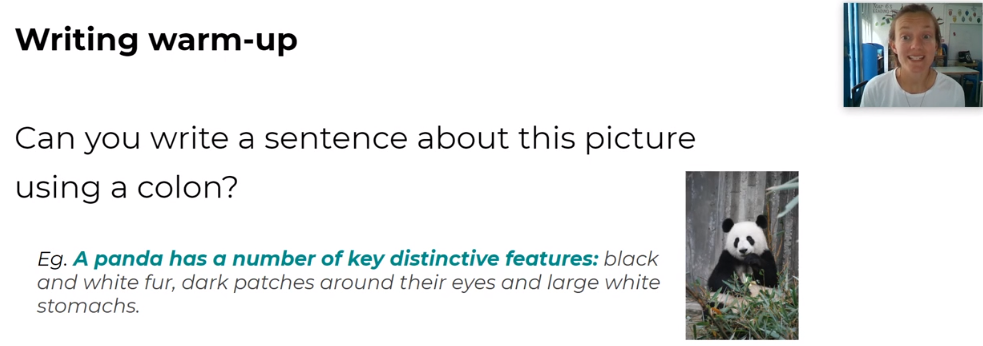 Writing warm-up
Can you write a sentence about this picture
using a colon?
Eg. A panda has a number of key distinctive features: black
and white fur, dark patches around their eyes and large white
stomachs.